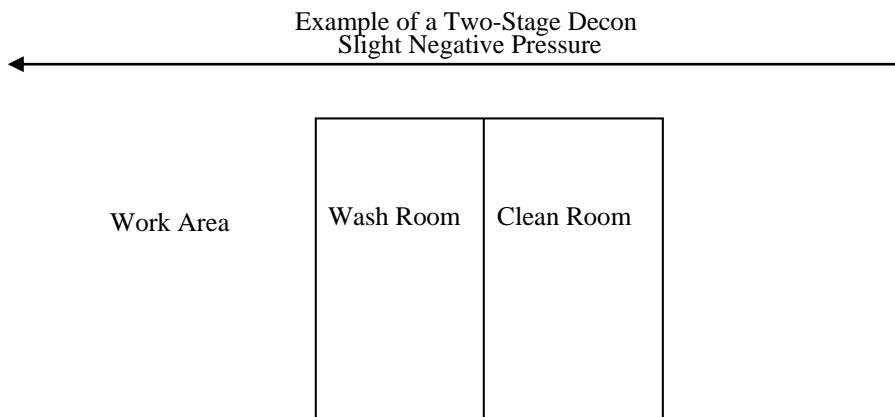 Example of a Two-Stage Decon
Slight Negative Pressure
Work Area
Wash Room
Clean Room